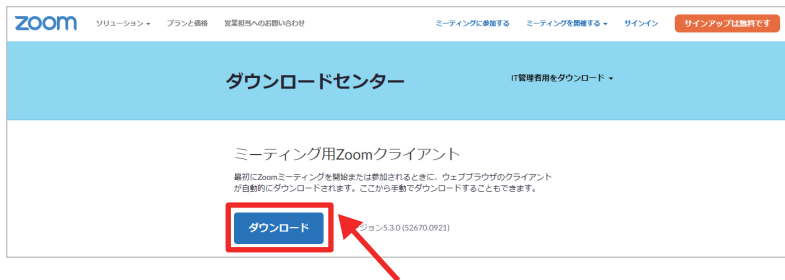 zoom ソリューション プランと価格 営業担当へのお問い合わせ ミーティングに参加する ミーティングを開催する サインイン サインアップは無料です
ダウンロードセンター IT管理者用をダウンロード
ミーティング用Zoomクライアント
最初にZoomミーティングを開始または参加されるときに、ウェブブラウザのクライアント
が自動的にダウンロードされます。ここから手動でダウンロードすることもできます。
ダウンロード ージョン5.3.0 (52670.0921)